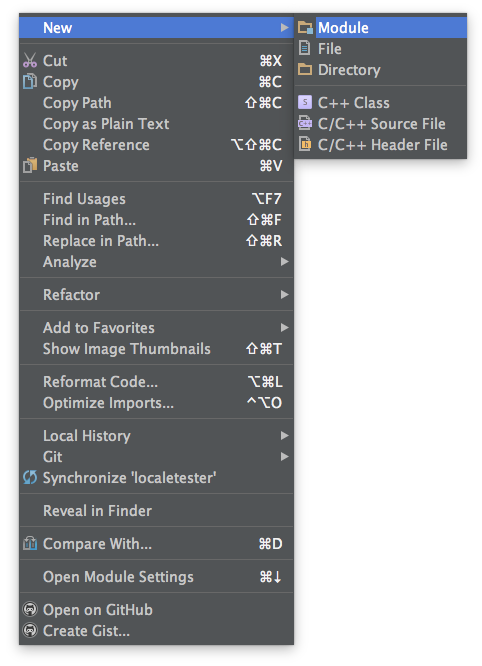 New
Cut ⌘X
Copy ⌘C
Copy Path ⇧⌘C
Copy as Plain Text
Copy Reference ⌥⇧⌘C
Paste ⌘V
Find Usages ⌥F7
Find in Path... ⇧⌘F
Replace in Path... ⇧⌘R
Analyze
Refactor
Add to Favorites
Show Image Thumbnails ⇧⌘T
Reformat Code... ⌥⌘L
Optimize Imports... ^⌥O
Local History
Git
Synchronize 'localetester'
Reveal in Finder
Compare With... ⌘D
Open Module Settings ⌘↓
Open on GitHub
Create Gist...
Module
File
Directory
S C++ Class
C/C++ Source File
h C/C++ Header File